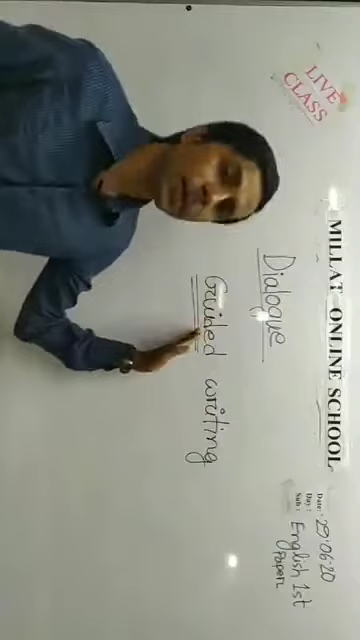 LIVE
CLASS
MILLAT ONLINE SCHOOL
Date: 29.06.20
Day:
Sub: English 1st
Paper
Dialogue
Guided writing